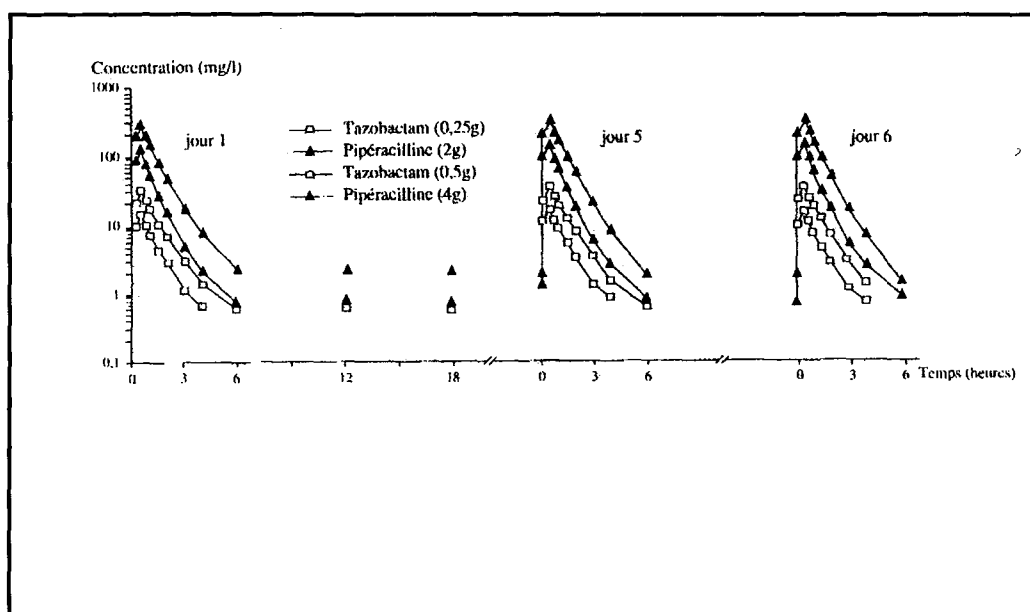 Concentration (mg/l)
1000
100
10
1
0,1
jour 1
Tazobactam (0,25g)
Pipéracilline (2g)
Tazobactam (0,5g)
Pipéracilline (4g)
jour 5
jour 6
0 3 6 12 18 0 3 6 0 3 6 Temps (heures)